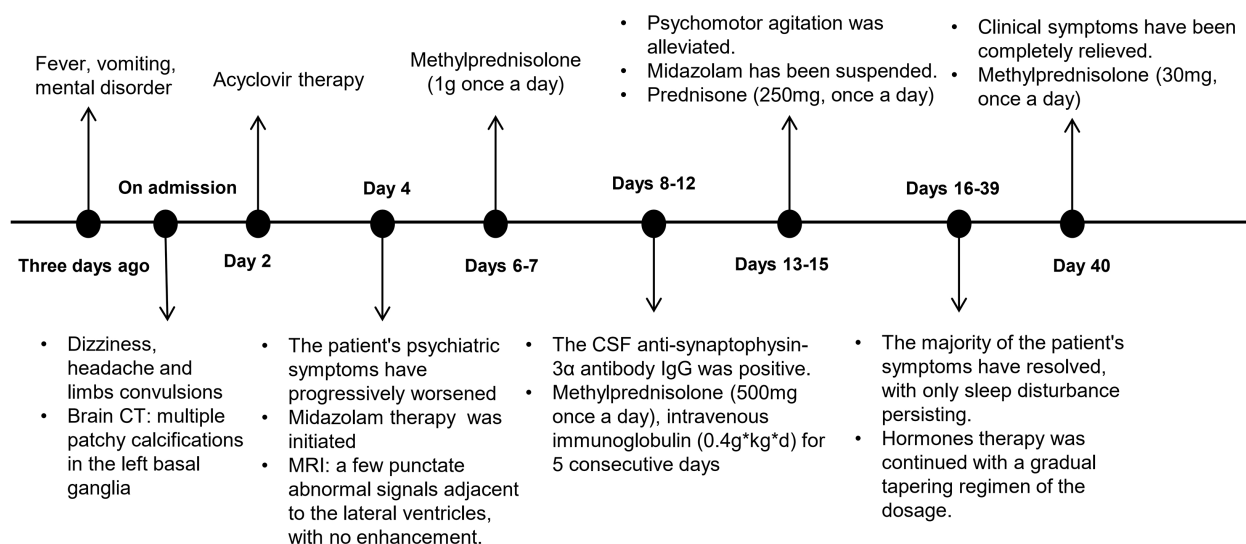 Fever, vomiting,
mental disorder
Acyclovir therapy
Methylprednisolone
(1g once a day)
• Psychomotor agitation was
alleviated.
• Midazolam has been suspended.
• Prednisone (250mg, once a day)
• Clinical symptoms have been
completely relieved.
• Methylprednisolone (30mg,
once a day)
On admission
Day 4
Days 8-12
Days 16-39
Three days ago
Day 2
Days 6-7
Days 13-15
Day 40
• Dizziness,
headache and
limbs convulsions
• Brain CT: multiple
patchy calcifications
in the left basal
ganglia
• The patient's psychiatric
symptoms have
progressively worsened
• Midazolam therapy was
initiated
• MRI: a few punctate
abnormal signals adjacent
to the lateral ventricles,
with no enhancement.
• The CSF anti-synaptophysin-
3α antibody IgG was positive.
• Methylprednisolone (500mg
once a day), intravenous
immunoglobulin (0.4g*kg*d) for
5 consecutive days
• The majority of the patient's
symptoms have resolved,
with only sleep disturbance
persisting.
• Hormones therapy was
continued with a gradual
tapering regimen of the
dosage.